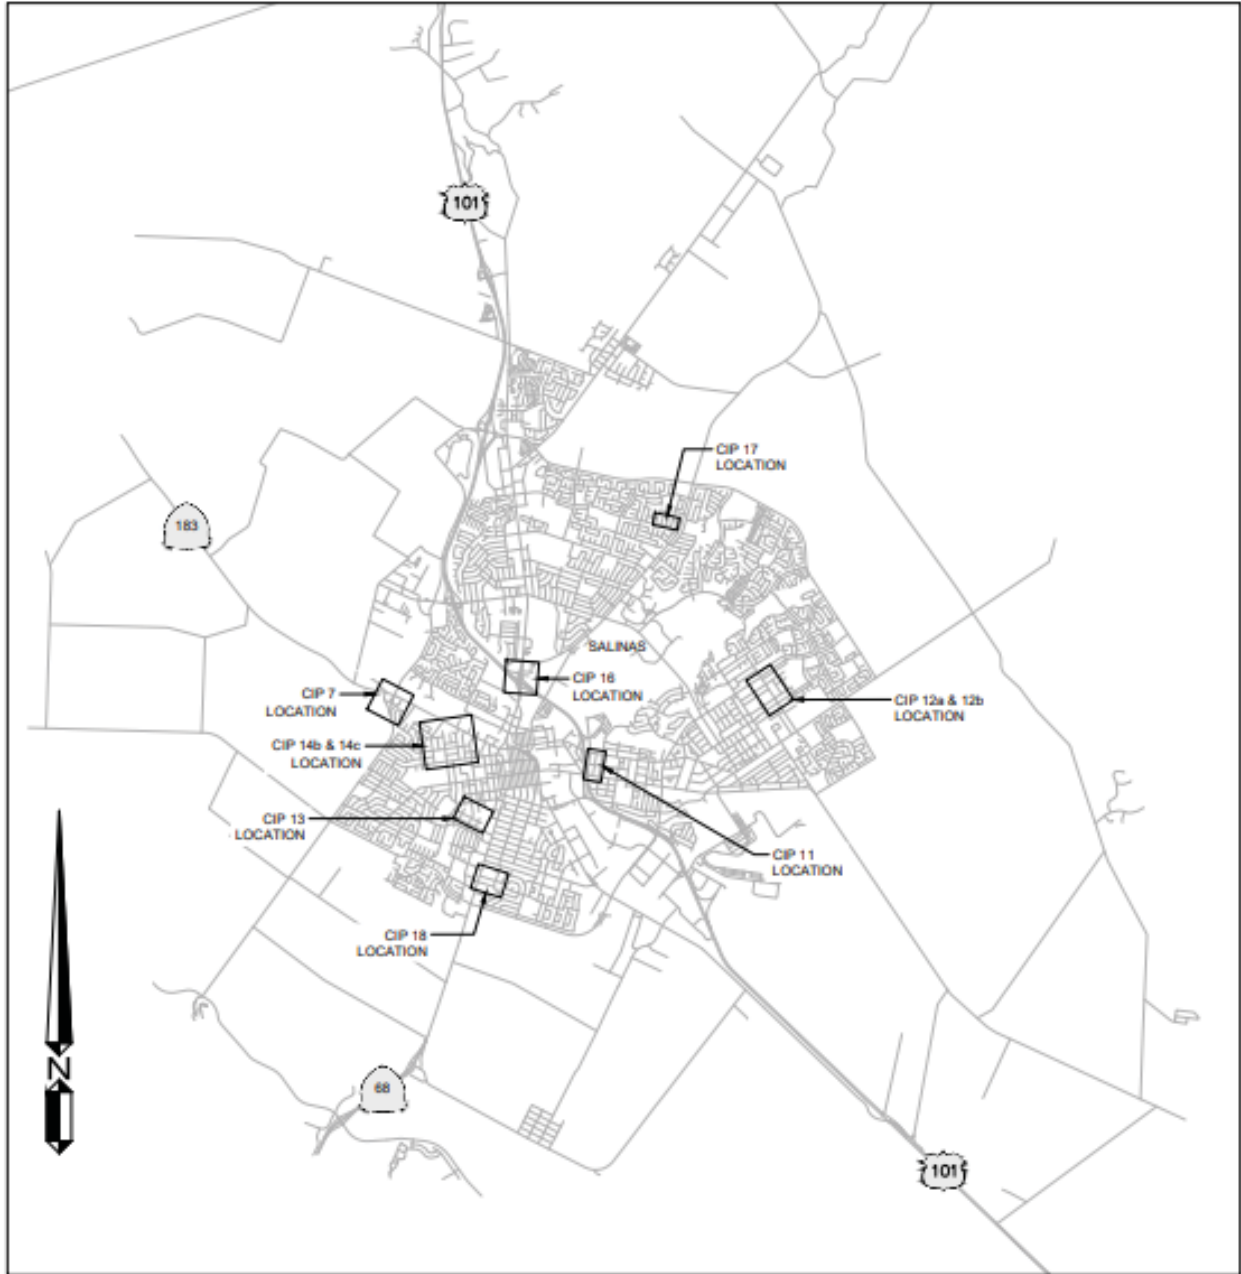 101
CIP 17
LOCATION
183
SALINAS
CIP 16
LOCATION
CIP 7
LOCATION
CIP 12a & 12b
LOCATION
CIP 14b & 14c
LOCATION
CIP 13
LOCATION
CIP 11
LOCATION
CIP 18
LOCATION
N
68
101